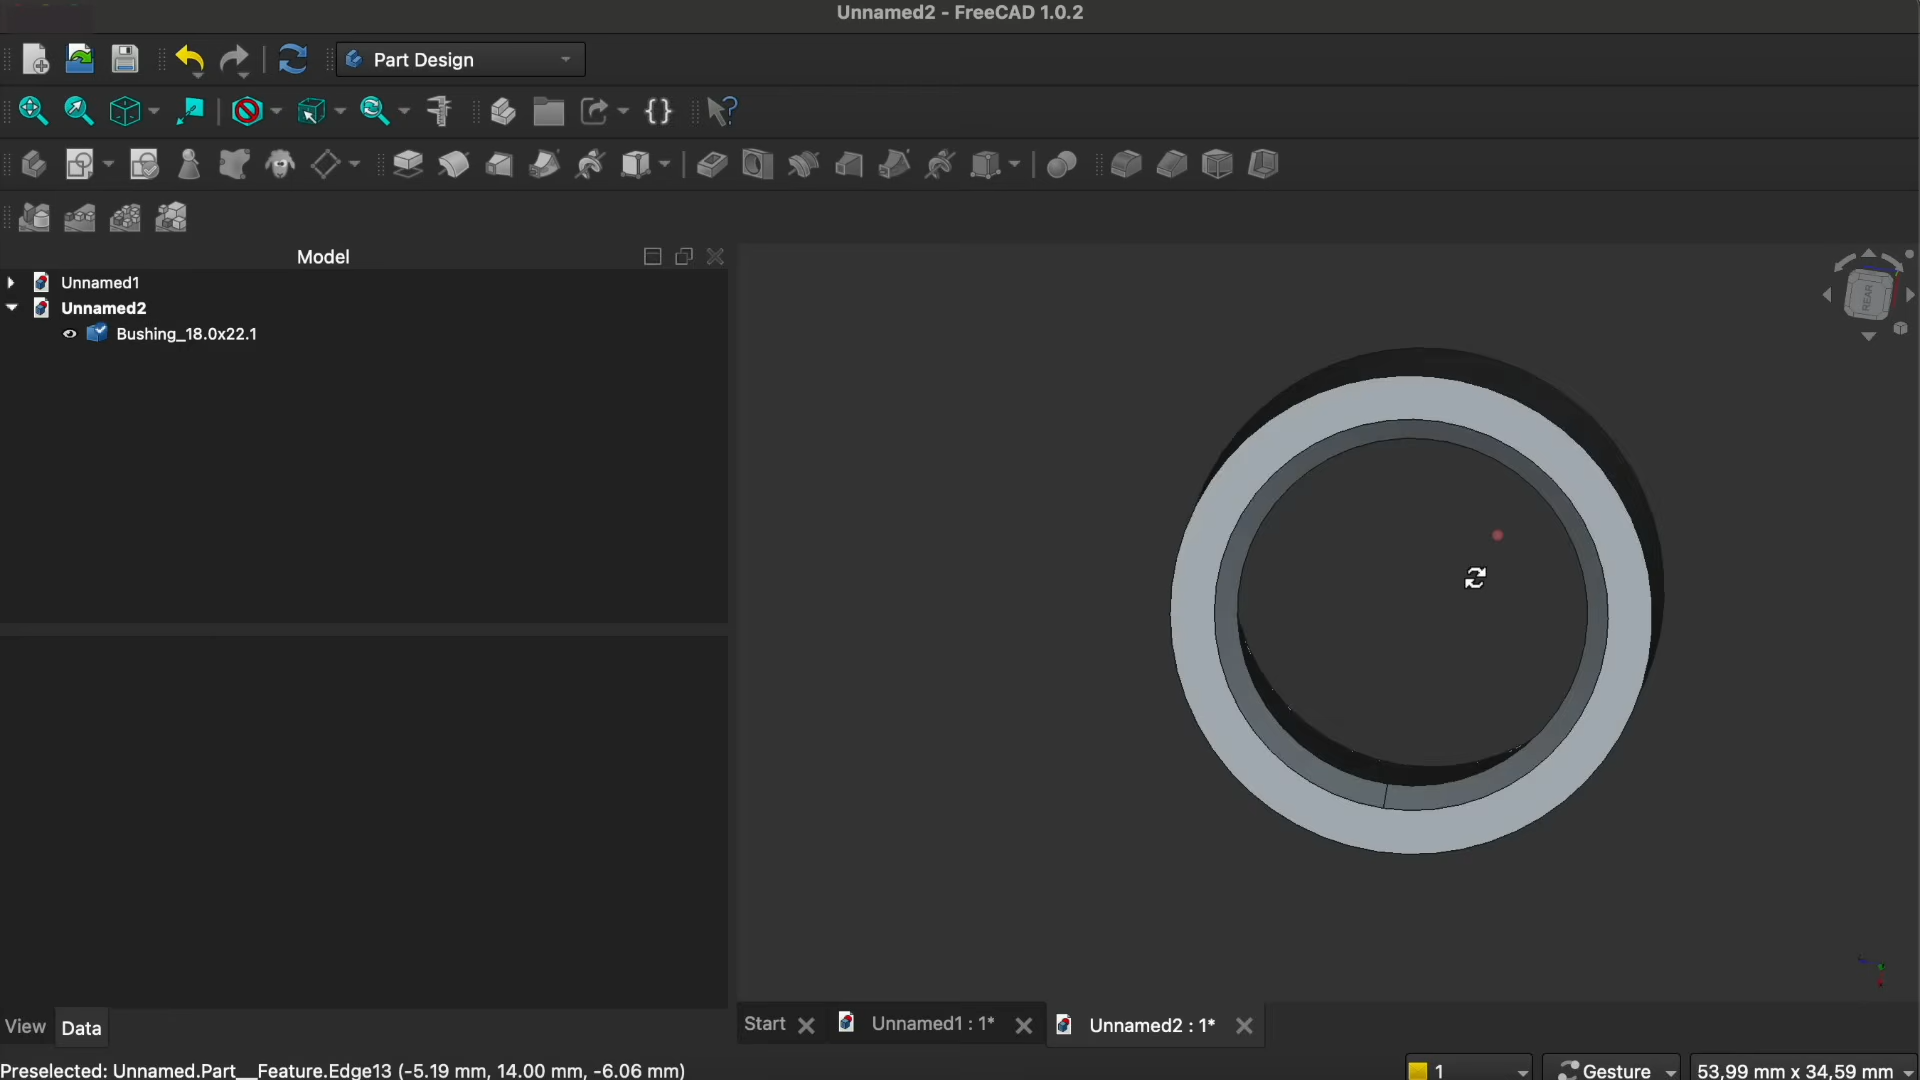 Unnamed2 - FreeCAD 1.0.2
Part Design
Model
Unnamed1
Unnamed2
Bushing_18.0x22.1
REAR
View
Data
Start
Unnamed1 : 1*
Unnamed2 : 1*
Preselected: Unnamed.Part__Feature.Edge13 (-5.19 mm, 14.00 mm, -6.06 mm)
1
Gesture
53,99 mm x 34,59 mm